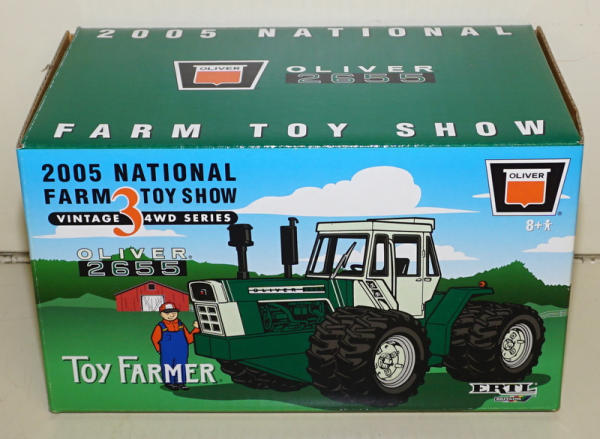 2005 NATIONAL
OLIVER
OLIVER
2655
FARM TOY SHOW
2005 NATIONAL
FARM 3 TOY SHOW
VINTAGE 4WD SERIES
OLIVER
8+
OLIVER®
2655
OLIVER
TOY FARMER
ERTL